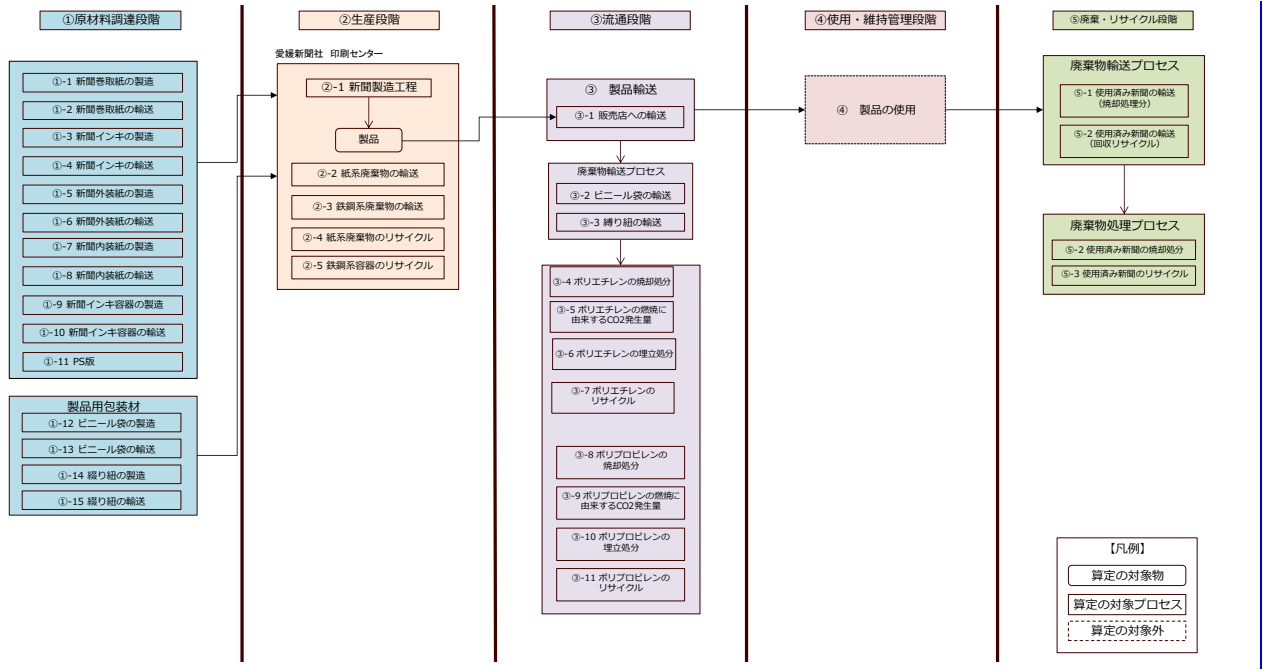 ①原材料調達段階
①-1 新聞巻取紙の製造
①-2 新聞巻取紙の輸送
①-3 新聞インキの製造
①-4 新聞インキの輸送
①-5 新聞外装紙の製造
①-6 新聞外装紙の輸送
①-7 新聞内装紙の製造
①-8 新聞内装紙の輸送
①-9 新聞インキ容器の製造
①-10 新聞インキ容器の輸送
①-11 PS版
製品用包装材
①-12 ビニール袋の製造
①-13 ビニール袋の輸送
①-14 綴り紐の製造
①-15 綴り紐の輸送
②生産段階
愛媛新聞社 印刷センター
②-1 新聞製造工程
製品
②-2 紙系廃棄物の輸送
②-3 鉄鋼系廃棄物の輸送
②-4 紙系廃棄物のリサイクル
②-5 鉄鋼系容器のリサイクル
③流通段階
③ 製品輸送
③-1 販売店への輸送
廃棄物輸送プロセス
③-2 ビニール袋の輸送
③-3 縛り紐の輸送
③-4 ポリエチレンの焼却処分
③-5 ポリエチレンの燃焼に
由来するCO2発生量
③-6 ポリエチレンの埋立処分
③-7 ポリエチレンの
リサイクル
③-8 ポリプロピレンの
焼却処分
③-9 ポリプロピレンの燃焼に
由来するCO2発生量
③-10 ポリプロピレンの
埋立処分
③-11 ポリプロピレンの
リサイクル
④使用・維持管理段階
④ 製品の使用
⑤廃棄・リサイクル段階
廃棄物輸送プロセス
⑤-1 使用済み新聞の輸送
（焼却処理分）
⑤-2 使用済み新聞の輸送
（回収リサイクル）
廃棄物処理プロセス
⑤-2 使用済み新聞の焼却処分
⑤-3 使用済み新聞のリサイクル
【凡例】
算定の対象物
算定の対象プロセス
算定の対象外